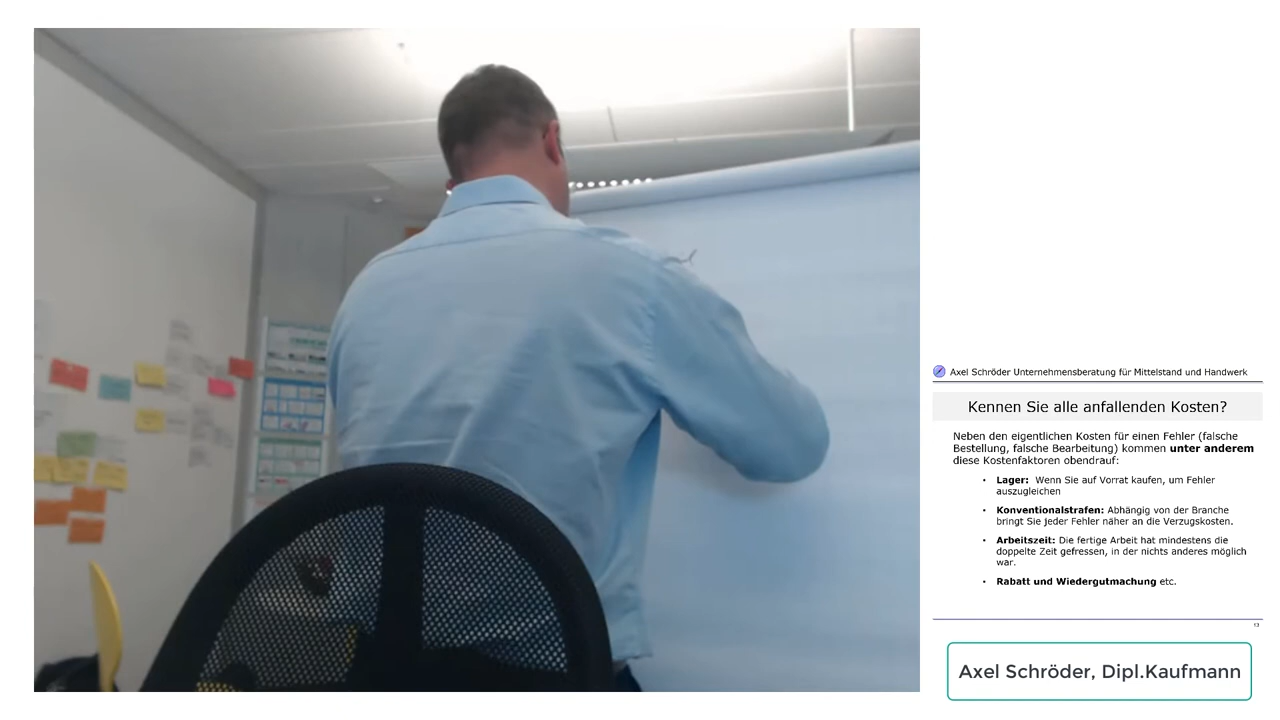 Axel Schröder Unternehmensberatung für Mittelstand und Handwerk
Kennen Sie alle anfallenden Kosten?
Neben den eigentlichen Kosten für einen Fehler (falsche
Bestellung, falsche Bearbeitung) kommen unter anderem
diese Kostenfaktoren obendrauf:
• Lager: Wenn Sie auf Vorrat kaufen, um Fehler
auszugleichen
• Konventionalstrafen: Abhängig von der Branche
bringt Sie jeder Fehler näher an die Verzugskosten.
• Arbeitszeit: Die fertige Arbeit hat mindestens die
doppelte Zeit gefressen, in der nichts anderes möglich
war.
• Rabatt und Wiedergutmachung etc.
13
Axel Schröder, Dipl.Kaufmann